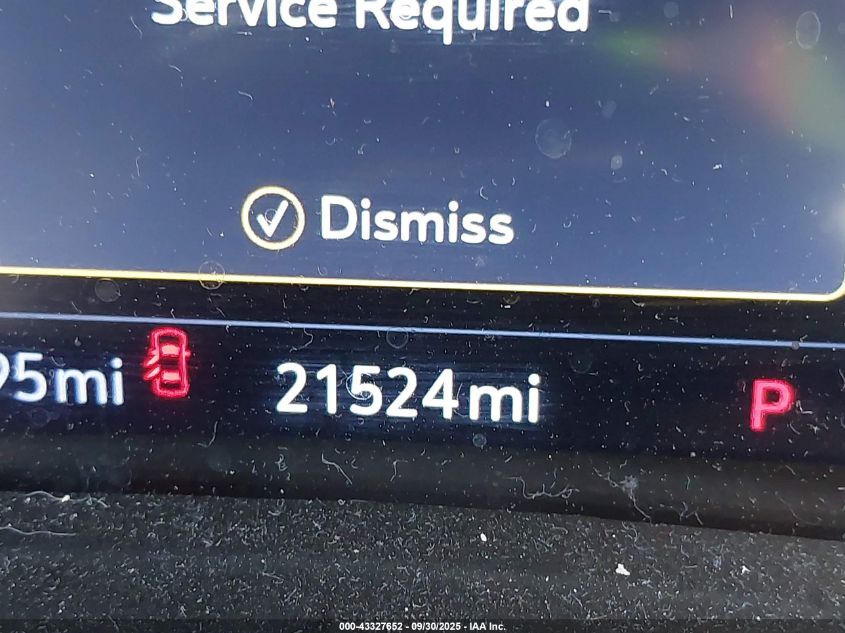 Service Required
Dismiss
95mi 21524mi P
000-43327652 - 09/30/2025 - IAA Inc.